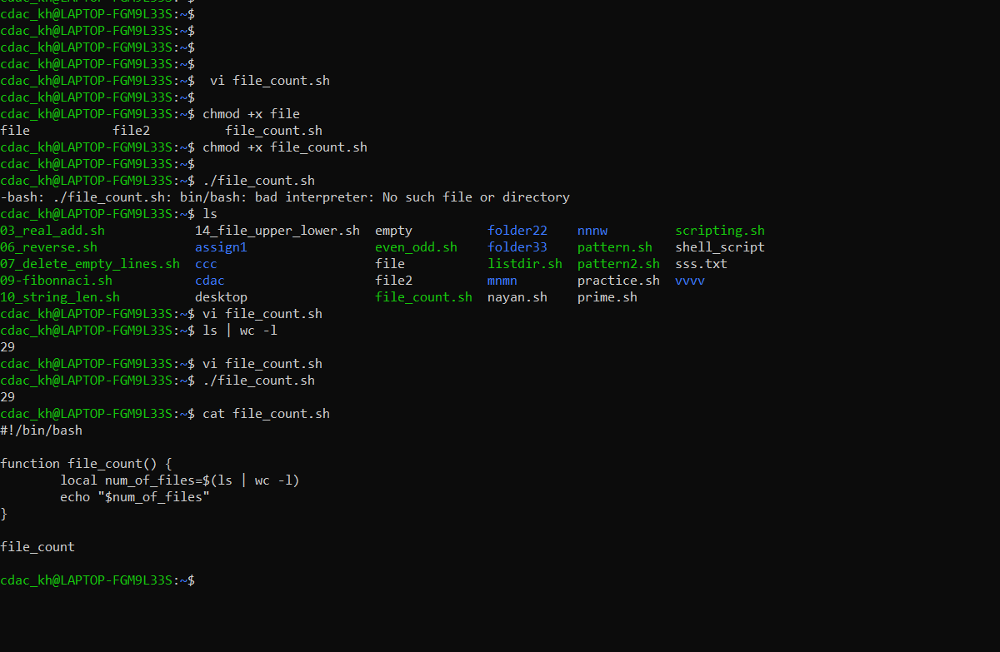 cdac_kh@LAPTOP-FGM9L33S:~$
cdac_kh@LAPTOP-FGM9L33S:~$
cdac_kh@LAPTOP-FGM9L33S:~$
cdac_kh@LAPTOP-FGM9L33S:~$
cdac_kh@LAPTOP-FGM9L33S:~$
cdac_kh@LAPTOP-FGM9L33S:~$  vi file_count.sh
cdac_kh@LAPTOP-FGM9L33S:~$
cdac_kh@LAPTOP-FGM9L33S:~$ chmod +x file
file           file2          file_count.sh
cdac_kh@LAPTOP-FGM9L33S:~$ chmod +x file_count.sh
cdac_kh@LAPTOP-FGM9L33S:~$
cdac_kh@LAPTOP-FGM9L33S:~$ ./file_count.sh
-bash: ./file_count.sh: bin/bash: bad interpreter: No such file or directory
cdac_kh@LAPTOP-FGM9L33S:~$ ls
03_real_add.sh            14_file_upper_lower.sh  empty          folder22   nnnw         scripting.sh
06_reverse.sh             assign1                 even_odd.sh    folder33   pattern.sh   shell_script
07_delete_empty_lines.sh  ccc                     file           listdir.sh  pattern2.sh  sss.txt
09-fibonnaci.sh           cdac                    file2          mnmn       practice.sh  vvvv
10_string_len.sh          desktop                 file_count.sh  nayan.sh   prime.sh
cdac_kh@LAPTOP-FGM9L33S:~$ vi file_count.sh
cdac_kh@LAPTOP-FGM9L33S:~$ ls | wc -l
29
cdac_kh@LAPTOP-FGM9L33S:~$ vi file_count.sh
cdac_kh@LAPTOP-FGM9L33S:~$ ./file_count.sh
29
cdac_kh@LAPTOP-FGM9L33S:~$ cat file_count.sh
#!/bin/bash

function file_count() {
        local num_of_files=$(ls | wc -l)
        echo "$num_of_files"
}

file_count

cdac_kh@LAPTOP-FGM9L33S:~$